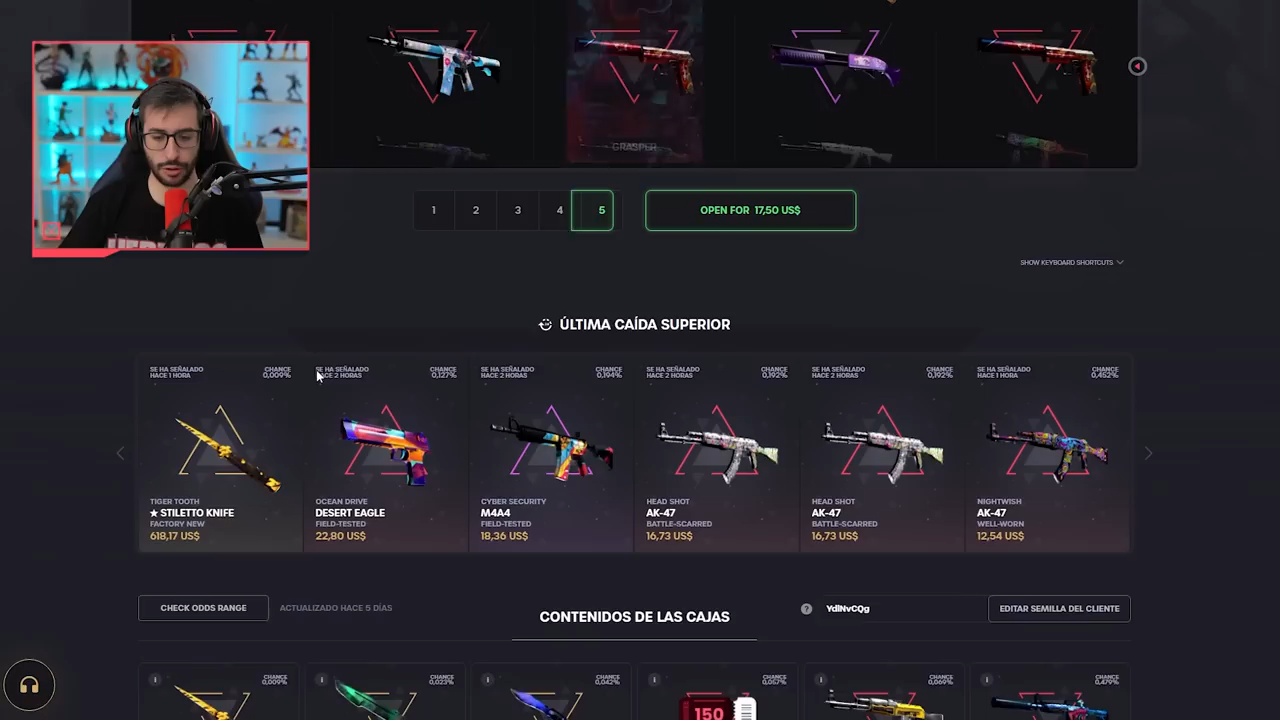 GRASPER
1 2 3 4 5 OPEN FOR 17,50 US$
SHOW KEYBOARD SHORTCUTS
ÚLTIMA CAÍDA SUPERIOR
SE HA SEÑALADO
HACE 1 HORA
CHANCE
0,009%
TIGER TOOTH
★ STILETTO KNIFE
FACTORY NEW
618,17 US$
SE HA SEÑALADO
HACE 2 HORAS
CHANCE
0,127%
OCEAN DRIVE
DESERT EAGLE
FIELD-TESTED
22,80 US$
SE HA SEÑALADO
HACE 2 HORAS
CHANCE
0,194%
CYBER SECURITY
M4A4
FIELD-TESTED
18,36 US$
SE HA SEÑALADO
HACE 2 HORAS
CHANCE
0,192%
HEAD SHOT
AK-47
BATTLE-SCARRED
16,73 US$
SE HA SEÑALADO
HACE 2 HORAS
CHANCE
0,192%
HEAD SHOT
AK-47
BATTLE-SCARRED
16,73 US$
SE HA SEÑALADO
HACE 1 HORA
CHANCE
0,452%
NIGHTWISH
AK-47
WELL-WORN
12,54 US$
CHECK ODDS RANGE
ACTUALIZADO HACE 5 DÍAS
CONTENIDOS DE LAS CAJAS
? YdlNvCQg
EDITAR SEMILLA DEL CLIENTE
CHANCE
0,009%
CHANCE
0,023%
CHANCE
0,042%
CHANCE
0,057%
150
CHANCE
0,069%
CHANCE
0,479%